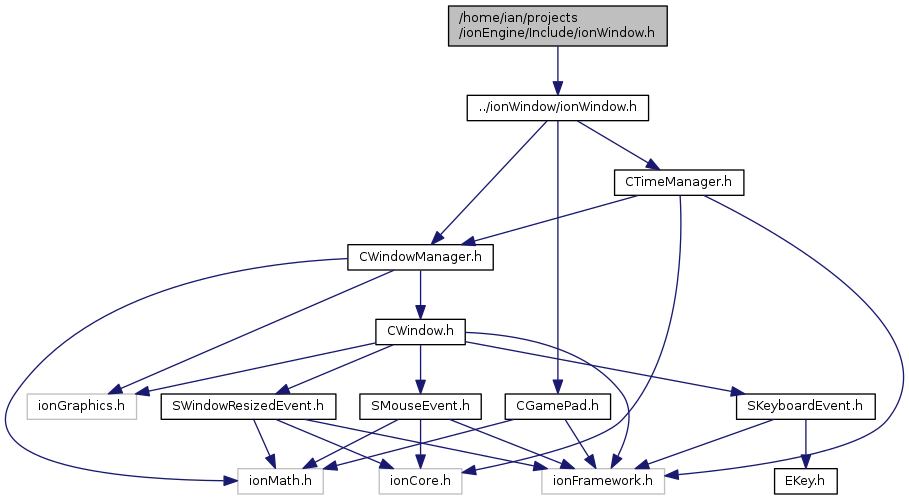 /home/ian/projects
/ionEngine/Include/ionWindow.h
../ionWindow/ionWindow.h
CTimeManager.h
CWindowManager.h
CWindow.h
ionGraphics.h
SWindowResizedEvent.h
SMouseEvent.h
CGamePad.h
SKeyboardEvent.h
ionMath.h
ionCore.h
ionFramework.h
EKey.h